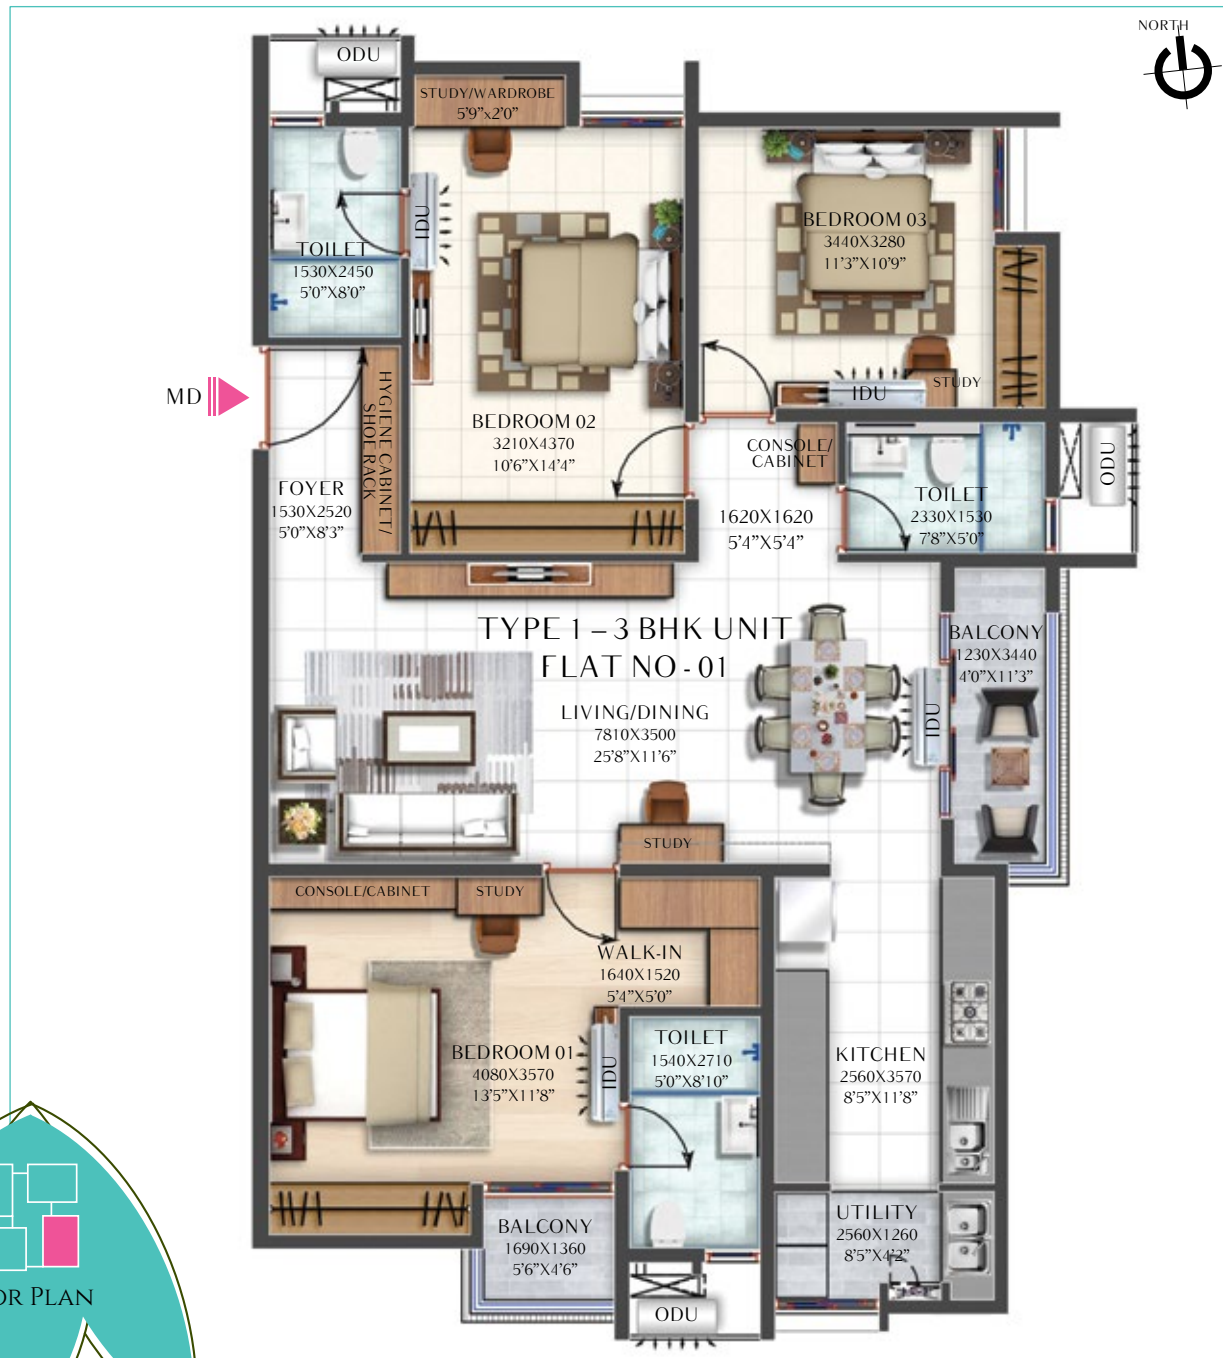 NORTH
ODU
STUDY/WARDROBE
5'9"x2'0"
IDU
TOILET
1530X2450
5'0"X8'0"
BEDROOM 03
3440X3280
11'3"X10'9"
IDU
STUDY
MD
HYGIENE CABINET/
SHOE RACK
BEDROOM 02
3210X4370
10'6"X14'4"
CONSOLE/
CABINET
ODU
FOYER
1530X2520
5'0"X8'3"
1620X1620
5'4"X5'4"
TOILET
2330X1530
7'8"X5'0"
TYPE 1 – 3 BHK UNIT
FLAT NO - 01
BALCONY
1230X3440
4'0"X11'3"
LIVING/DINING
7810X3500
25'8"X11'6"
IDU
STUDY
CONSOLE/CABINET
STUDY
WALK-IN
1640X1520
5'4"X5'0"
BEDROOM 01
4080X3570
13'5"X11'8"
IDU
TOILET
1540X2710
5'0"X8'10"
KITCHEN
2560X3570
8'5"X11'8"
BALCONY
1690X1360
5'6"X4'6"
UTILITY
2560X1260
8'5"X4'2"
ODU
OR PLAN